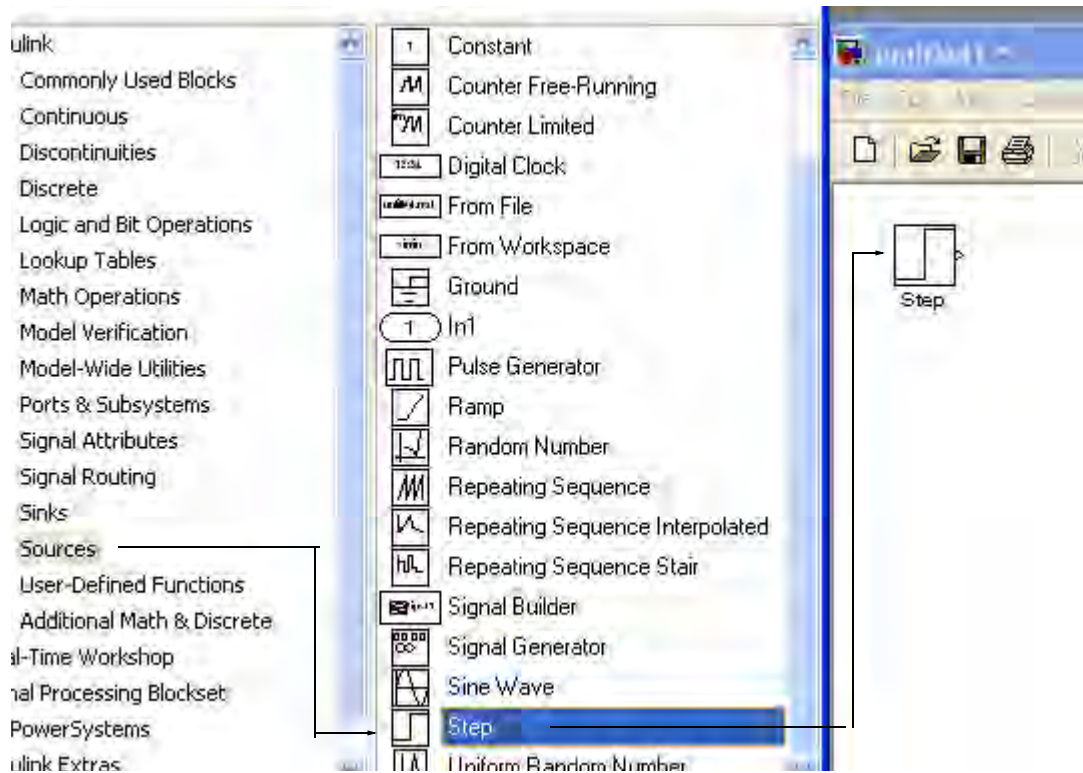 ulink
Commonly Used Blocks
Continuous
Discontinuities
Discrete
Logic and Bit Operations
Lookup Tables
Math Operations
Model Verification
Model-Wide Utilities
Ports & Subsystems
Signal Attributes
Signal Routing
Sinks
Sources
User-Defined Functions
Additional Math & Discrete
al-Time Workshop
nal Processing Blockset
PowerSystems
ulink Extras
1 Constant
Counter Free-Running
Counter Limited
12:34 Digital Clock
From File
From Workspace
Ground
1 In1
Pulse Generator
Ramp
Random Number
Repeating Sequence
Repeating Sequence Interpolated
Repeating Sequence Stair
Signal Builder
Signal Generator
Sine Wave
Step
Uniform Random Number
Step